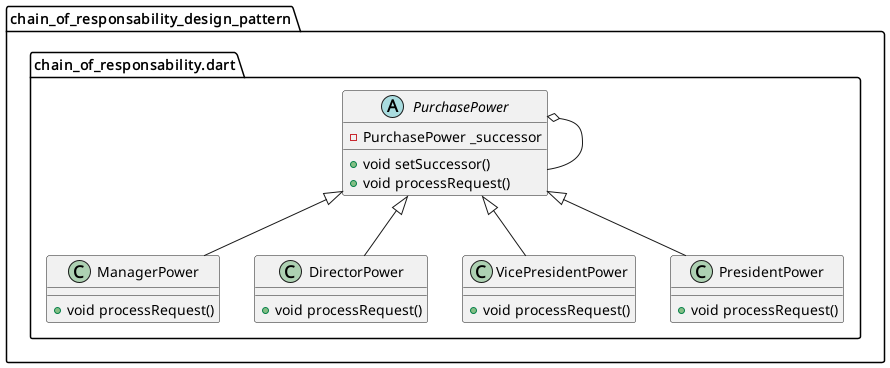 chain_of_responsability_design_pattern
chain_of_responsability.dart
A PurchasePower
PurchasePower _successor
void setSuccessor()
void processRequest()
C ManagerPower
void processRequest()
C DirectorPower
void processRequest()
C VicePresidentPower
void processRequest()
C PresidentPower
void processRequest()